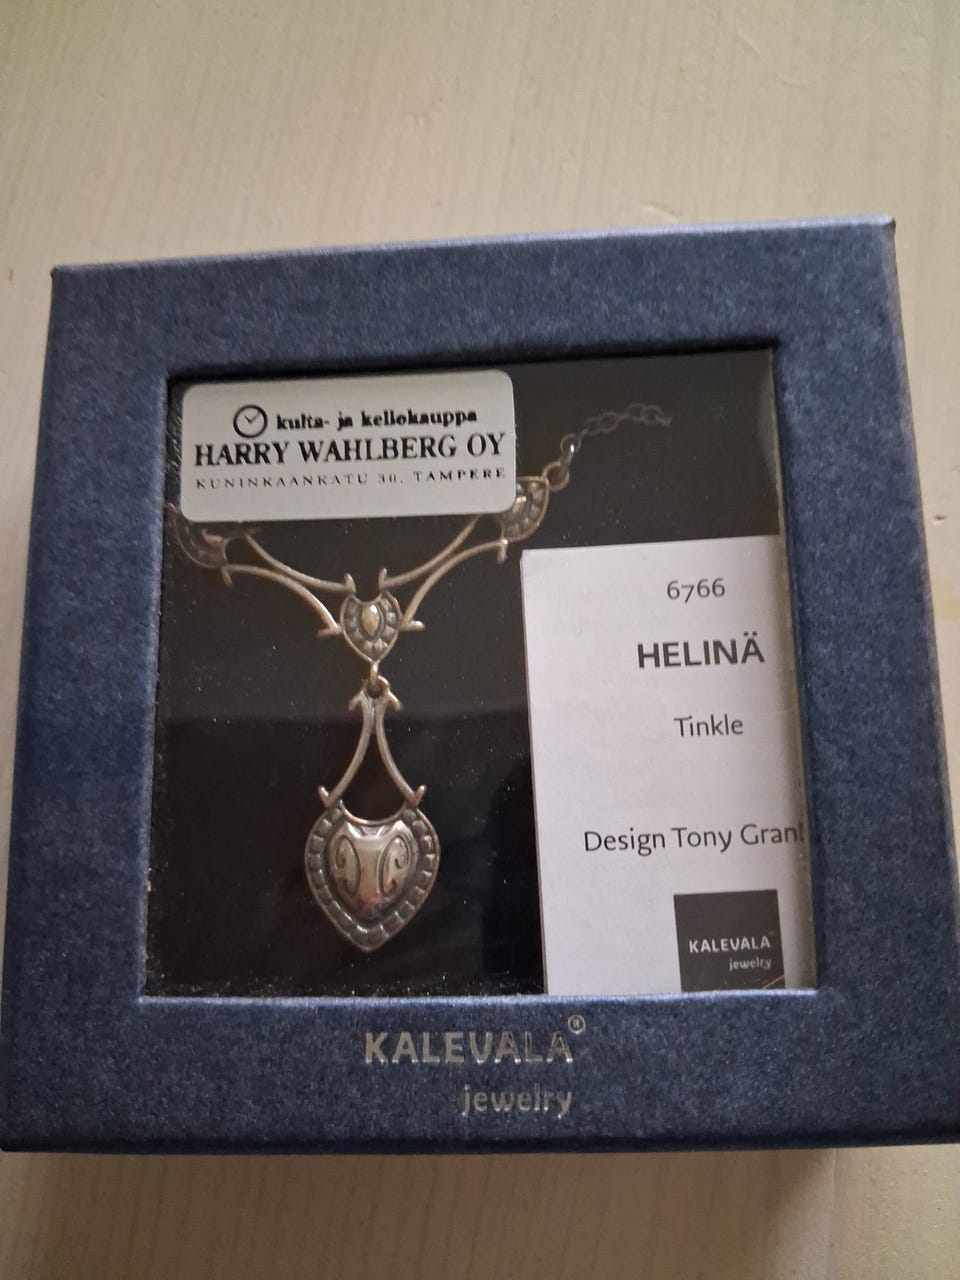 kulta- ja kellokauppa
HARRY WAHLBERG OY
KUNINKAANKATU 30, TAMPERE
6766
HELINÄ
Tinkle
Design Tony Grant
KALEVALA
jewelry
KALEVALA®
jewelry